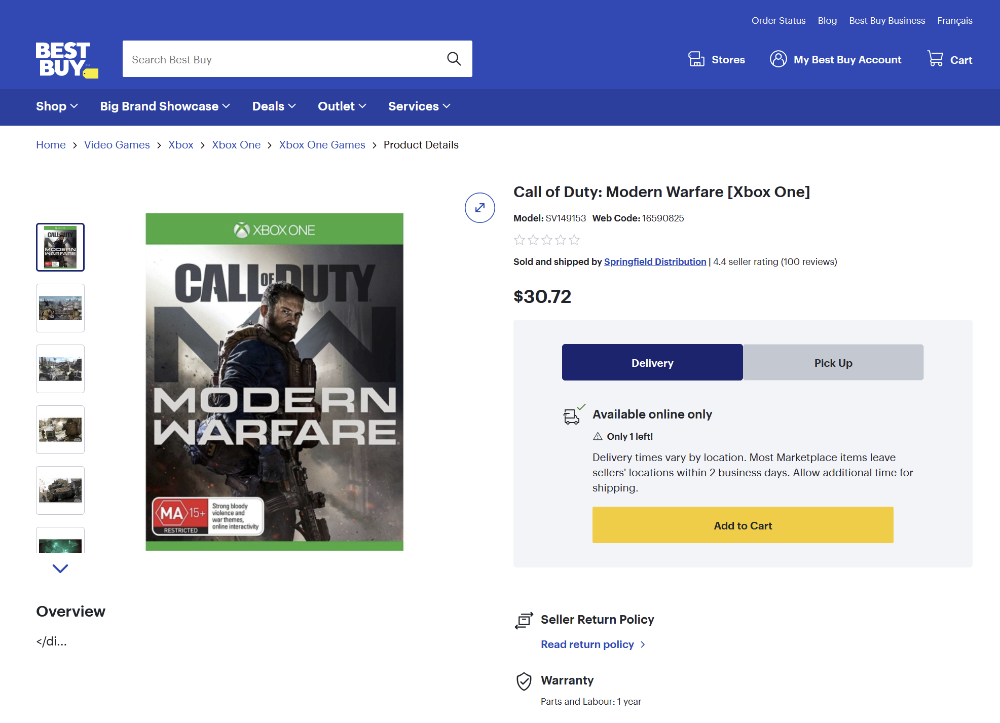 Order Status Blog Best Buy Business Français
BEST
BUY
Search Best Buy
Stores My Best Buy Account Cart
Shop Big Brand Showcase Deals Outlet Services
Home > Video Games > Xbox > Xbox One > Xbox One Games > Product Details
Call of Duty: Modern Warfare [Xbox One]
Model: SV149153 Web Code: 16590825
Sold and shipped by Springfield Distribution | 4.4 seller rating (100 reviews)
$30.72
Delivery Pick Up
Available online only
Only 1 left!
Delivery times vary by location. Most Marketplace items leave
sellers' locations within 2 business days. Allow additional time for
shipping.
Add to Cart
XBOX ONE
CALL OF DUTY
MODERN
WARFARE
MA 15+
RESTRICTED
Strong bloody
violence and
war themes,
online interactivity
CALL OF DUTY
MODERN
WARFARE
Overview
</di...
Seller Return Policy
Read return policy >
Warranty
Parts and Labour: 1 year